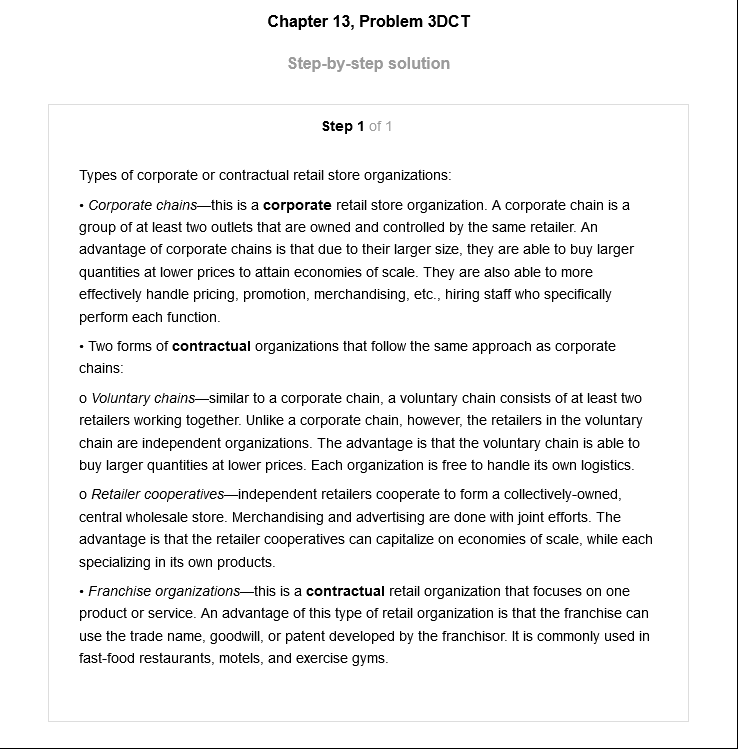 Chapter 13, Problem 3DCT
Step-by-step solution
Step 1 of 1
Types of corporate or contractual retail store organizations:
• Corporate chains—this is a corporate retail store organization. A corporate chain is a
group of at least two outlets that are owned and controlled by the same retailer. An
advantage of corporate chains is that due to their larger size, they are able to buy larger
quantities at lower prices to attain economies of scale. They are also able to more
effectively handle pricing, promotion, merchandising, etc., hiring staff who specifically
perform each function.
• Two forms of contractual organizations that follow the same approach as corporate
chains:
o Voluntary chains—similar to a corporate chain, a voluntary chain consists of at least two
retailers working together. Unlike a corporate chain, however, the retailers in the voluntary
chain are independent organizations. The advantage is that the voluntary chain is able to
buy larger quantities at lower prices. Each organization is free to handle its own logistics.
o Retailer cooperatives—independent retailers cooperate to form a collectively-owned,
central wholesale store. Merchandising and advertising are done with joint efforts. The
advantage is that the retailer cooperatives can capitalize on economies of scale, while each
specializing in its own products.
• Franchise organizations—this is a contractual retail organization that focuses on one
product or service. An advantage of this type of retail organization is that the franchise can
use the trade name, goodwill, or patent developed by the franchisor. It is commonly used in
fast-food restaurants, motels, and exercise gyms.